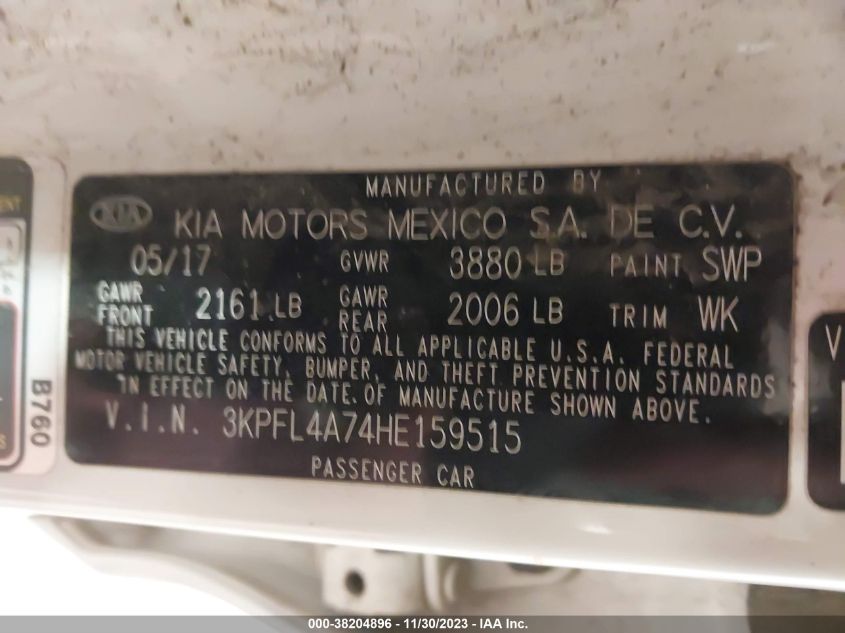 MANUFACTURED BY
KIA KIA MOTORS MEXICO S.A. DE C.V.
05/17 GVWR 3880 LB PAINT SWP
GAWR FRONT 2161 LB GAWR REAR 2006 LB TRIM WK
THIS VEHICLE CONFORMS TO ALL APPLICABLE U.S.A. FEDERAL
MOTOR VEHICLE SAFETY, BUMPER, AND THEFT PREVENTION STANDARDS
IN EFFECT ON THE DATE OF MANUFACTURE SHOWN ABOVE.
V.I.N. 3KPFL4A74HE159515
PASSENGER CAR
B760
000-38204896 - 11/30/2023 - IAA Inc.